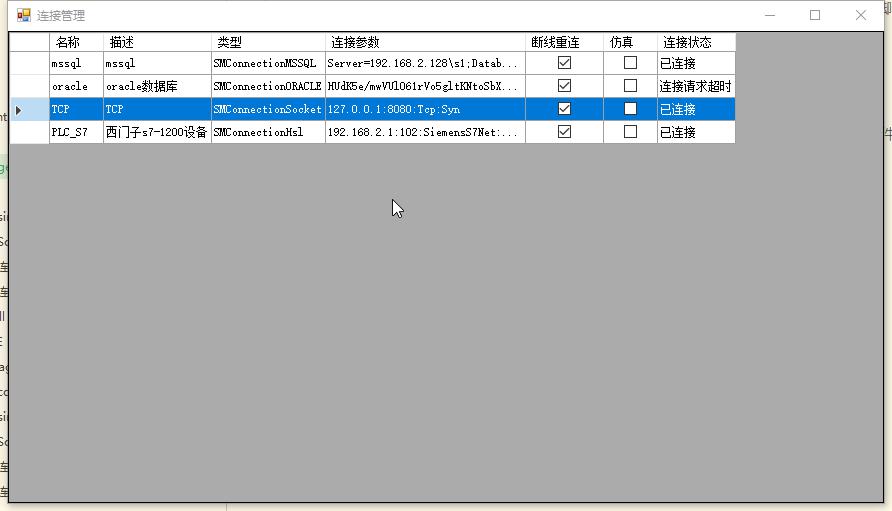 连接管理
名称 描述 类型 连接参数 断线重连 仿真 连接状态
mssql mssql SMConnectionMSSQL Server=192.168.2.128\s1;Datab... 已连接
oracle oracle数据库 SMConnectionORACLE 连接请求超时
TCP TCP SMConnectionSocket 127.0.0.1:8080:Tcp:Syn 已连接
PLC_S7 西门子s7-1200设备 SMConnectionHsl 192.168.2.1:102:SiemensS7Net:... 已连接